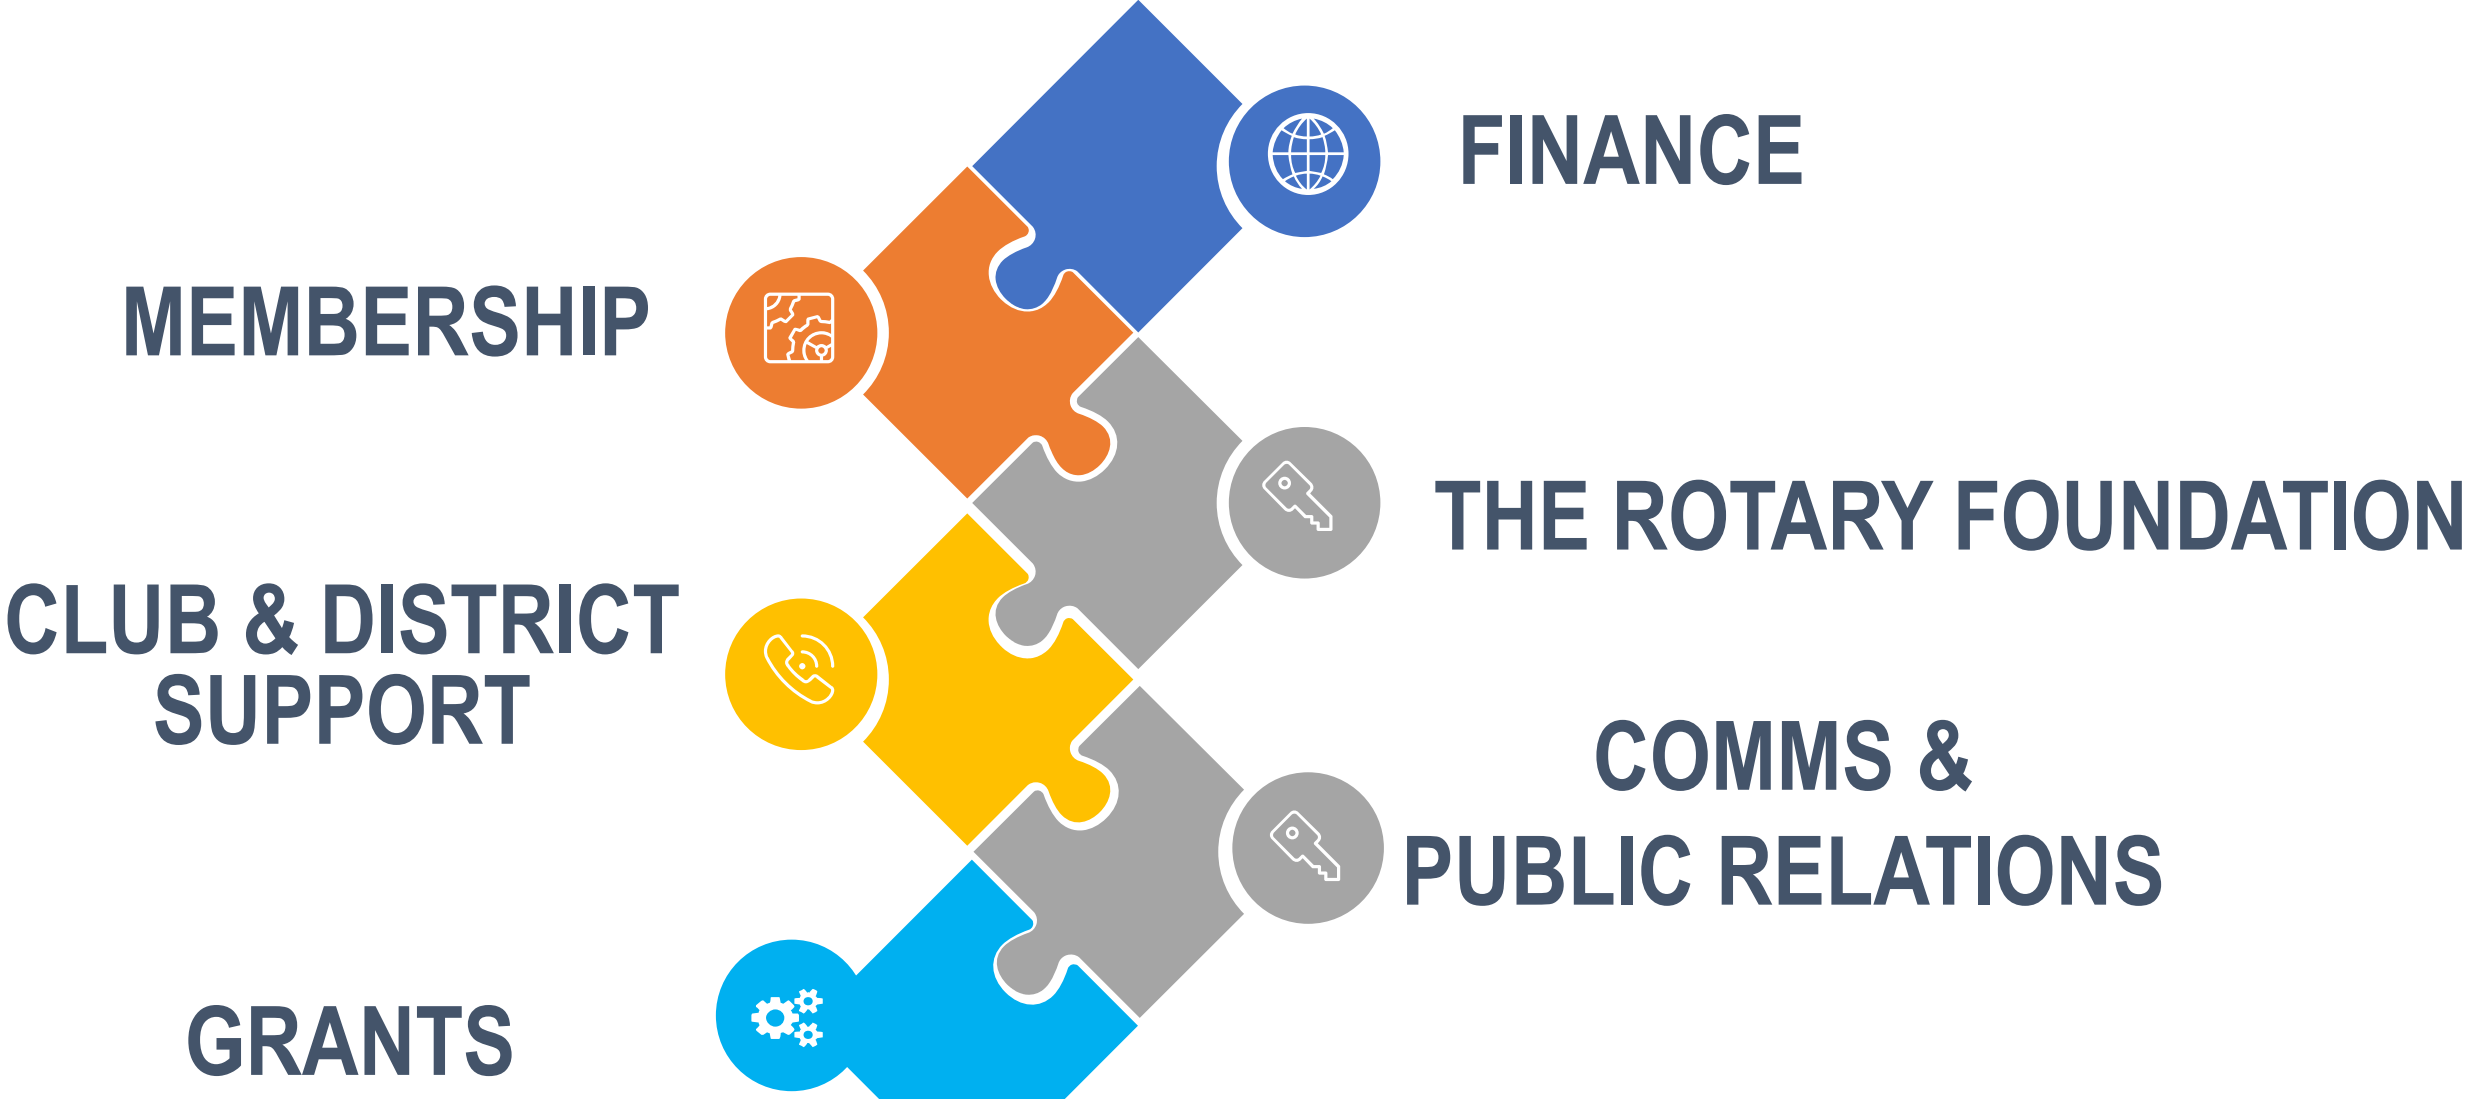 FINANCE
MEMBERSHIP
THE ROTARY FOUNDATION
CLUB & DISTRICT
SUPPORT
COMMS &
PUBLIC RELATIONS
GRANTS